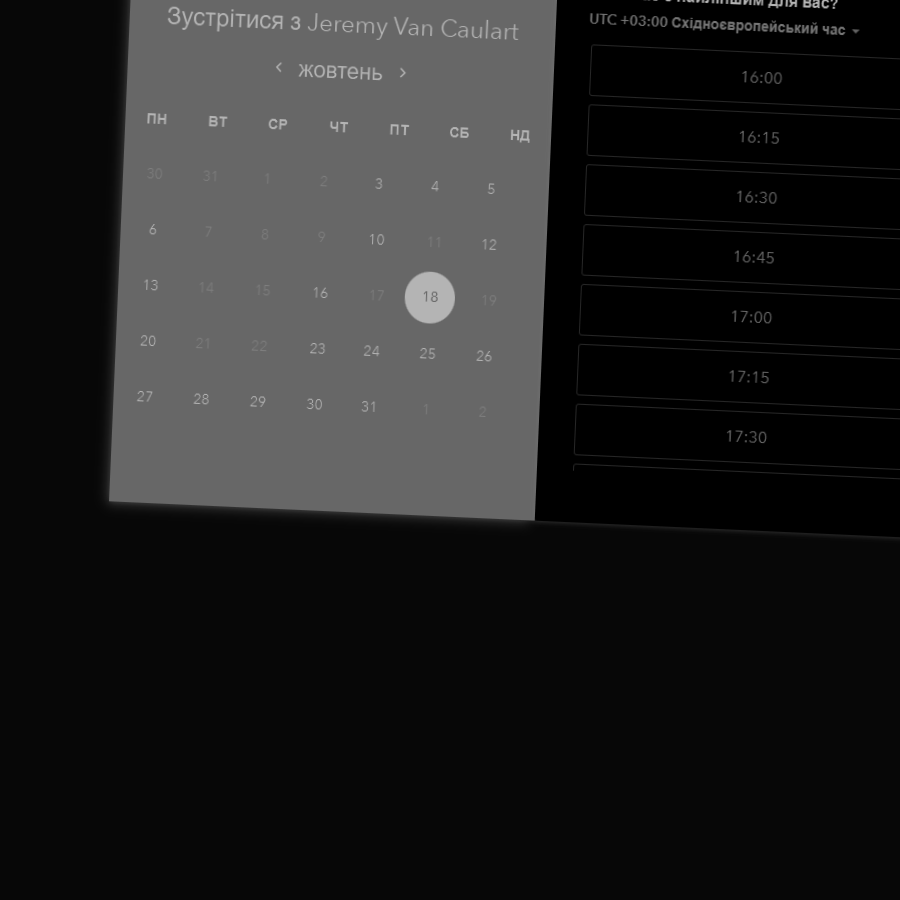 Зустрітися з Jeremy Van Caulart
жовтень
ПН ВТ СР ЧТ ПТ СБ НД
30 31 1 2 3 4 5
6 7 8 9 10 11 12
13 14 15 16 17 18 19
20 21 22 23 24 25 26
27 28 29 30 31 1 2
найліпшим для вас?
UTC +03:00 Східноєвропейський час
16:00
16:15
16:30
16:45
17:00
17:15
17:30